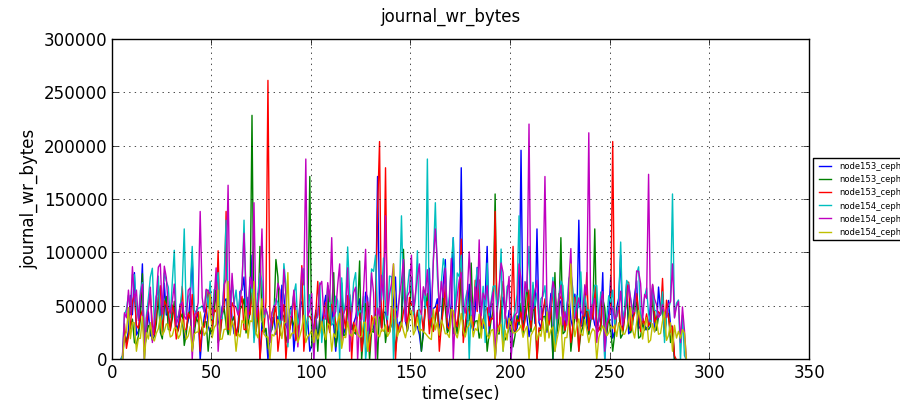 journal_wr_bytes
300000
250000
200000
150000
100000
50000
0
journal_wr_bytes
0 50 100 150 200 250 300 350
time(sec)
node153_ceph
node153_ceph
node153_ceph
node154_ceph
node154_ceph
node154_ceph